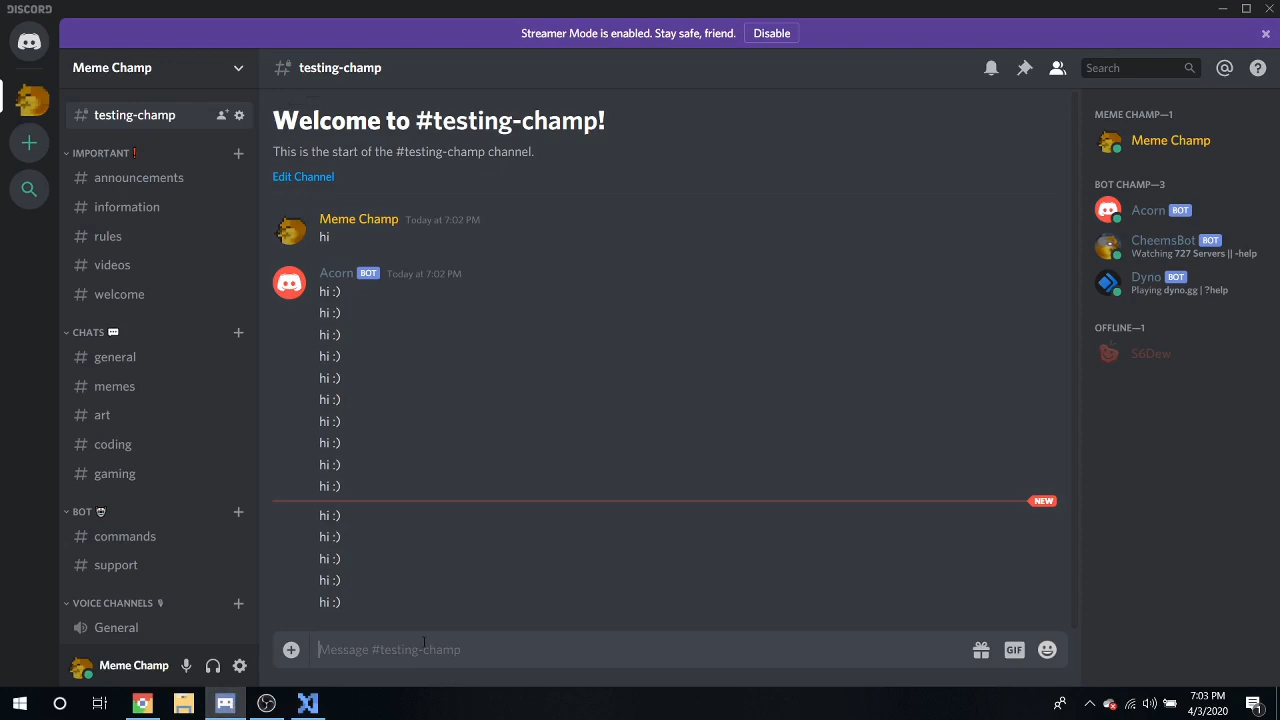 DISCORD
Streamer Mode is enabled. Stay safe, friend. Disable
Meme Champ
testing-champ
IMPORTANT
announcements
information
rules
videos
welcome
CHATS
general
memes
art
coding
gaming
BOT
commands
support
VOICE CHANNELS
General
Meme Champ
testing-champ
Search
Welcome to #testing-champ!
This is the start of the #testing-champ channel.
Edit Channel
Meme Champ Today at 7:02 PM
hi
Acorn BOT Today at 7:02 PM
hi :)
hi :)
hi :)
hi :)
hi :)
hi :)
hi :)
hi :)
hi :)
hi :)
NEW
hi :)
hi :)
hi :)
hi :)
hi :)
Message #testing-champ
GIF
MEME CHAMP—1
Meme Champ
BOT CHAMP—3
Acorn BOT
CheemsBot BOT
Watching 727 Servers || -help
Dyno BOT
Playing dyno.gg | ?help
OFFLINE—1
S6Dew
7:03 PM
4/3/2020
1